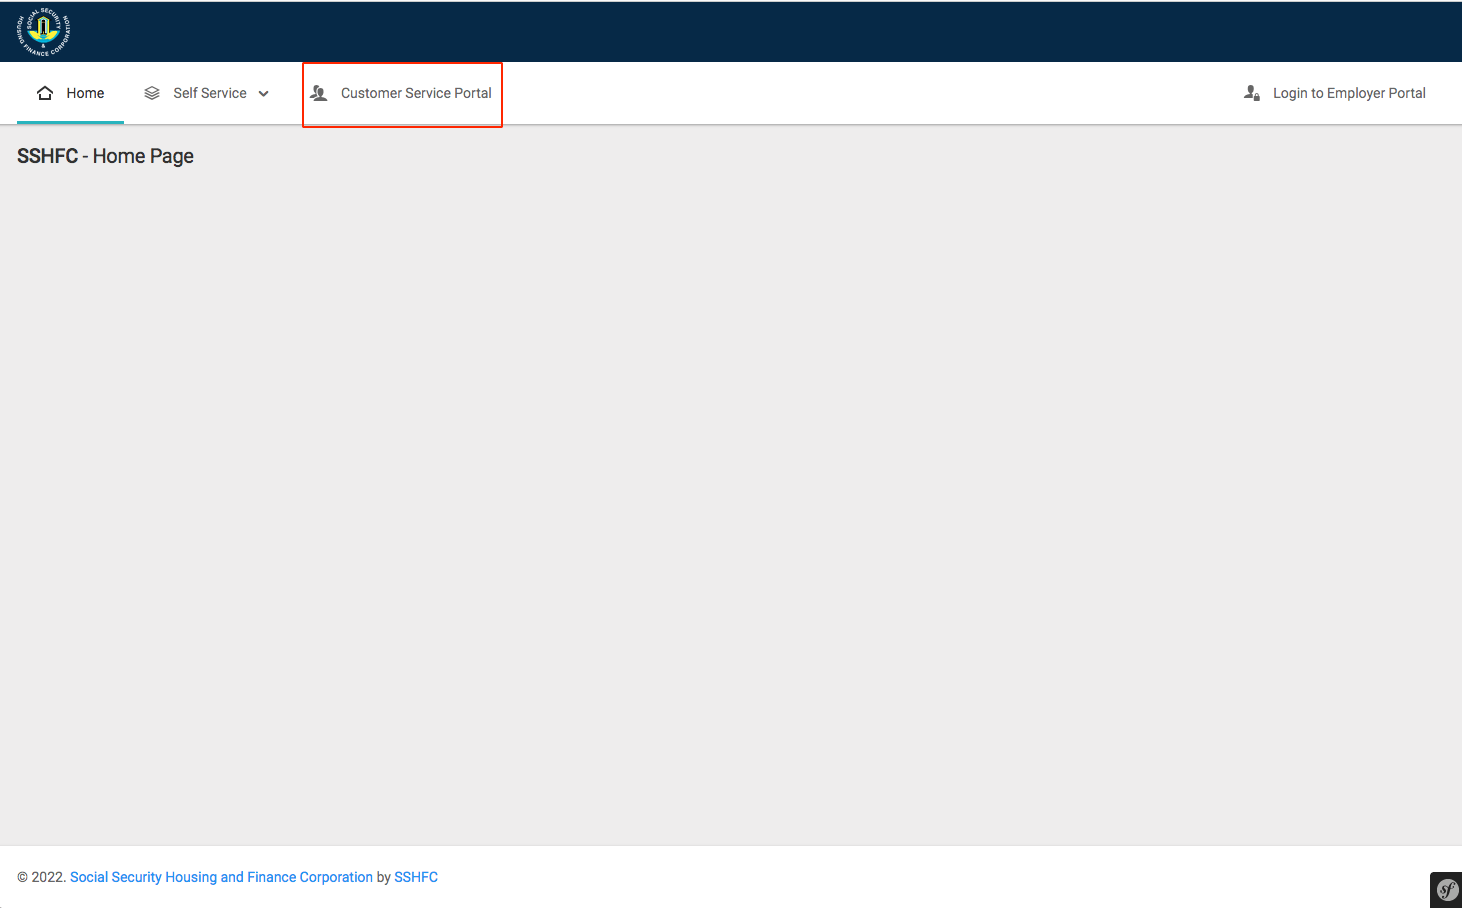 SOCIAL SECURITY
HOUSING FINANCE CORPORATION
&
Home
Self Service
Customer Service Portal
Login to Employer Portal
SSHFC - Home Page
© 2022. Social Security Housing and Finance Corporation by SSHFC
sf